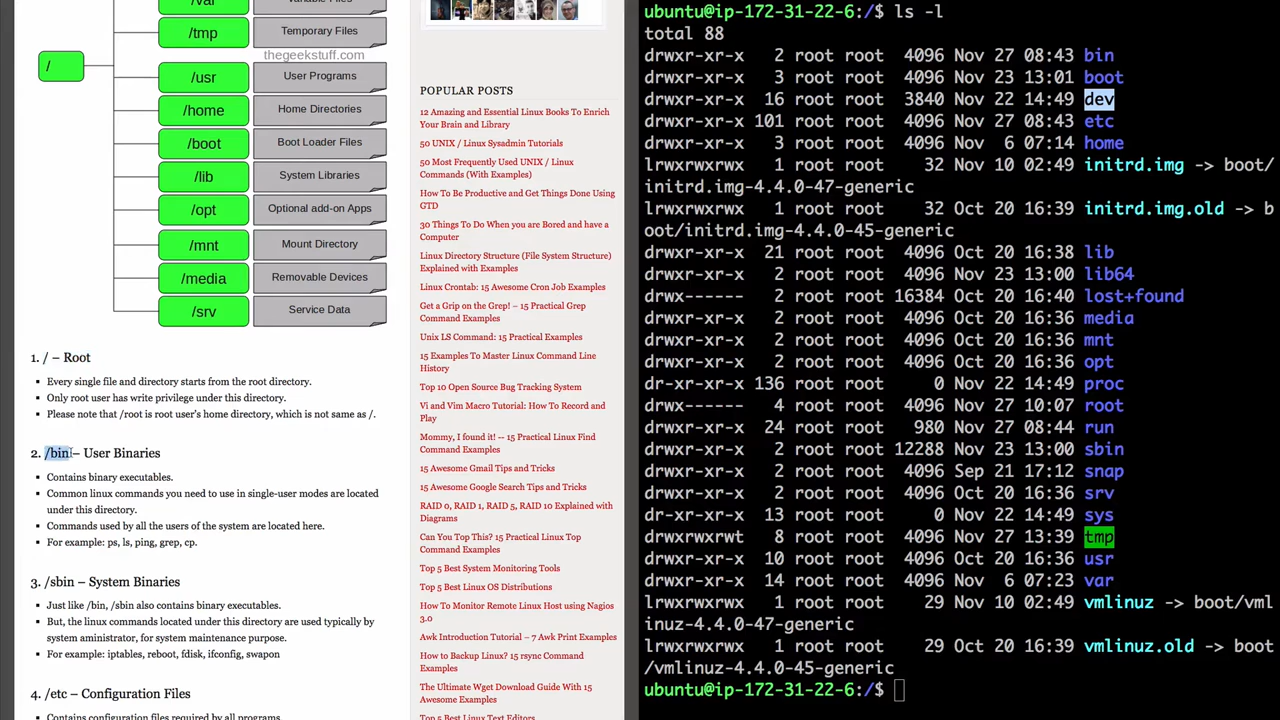 /var
Variable Files
/tmp
Temporary Files
thegeekstuff.com
/
/usr
User Programs
/home
Home Directories
/boot
Boot Loader Files
/lib
System Libraries
/opt
Optional add-on Apps
/mnt
Mount Directory
/media
Removable Devices
/srv
Service Data
1. / – Root
▪ Every single file and directory starts from the root directory.
▪ Only root user has write privilege under this directory.
▪ Please note that /root is root user's home directory, which is not same as /.
2. /bin – User Binaries
▪ Contains binary executables.
▪ Common linux commands you need to use in single-user modes are located
under this directory.
▪ Commands used by all the users of the system are located here.
▪ For example: ps, ls, ping, grep, cp.
3. /sbin – System Binaries
▪ Just like /bin, /sbin also contains binary executables.
▪ But, the linux commands located under this directory are used typically by
system aministrator, for system maintenance purpose.
▪ For example: iptables, reboot, fdisk, ifconfig, swapon
4. /etc – Configuration Files
▪ Contains configuration files required by all programs.
POPULAR POSTS
12 Amazing and Essential Linux Books To Enrich
Your Brain and Library
50 UNIX / Linux Sysadmin Tutorials
50 Most Frequently Used UNIX / Linux
Commands (With Examples)
How To Be Productive and Get Things Done Using
GTD
30 Things To Do When you are Bored and have a
Computer
Linux Directory Structure (File System Structure)
Explained with Examples
Linux Crontab: 15 Awesome Cron Job Examples
Get a Grip on the Grep! – 15 Practical Grep
Command Examples
Unix LS Command: 15 Practical Examples
15 Examples To Master Linux Command Line
History
Top 10 Open Source Bug Tracking System
Vi and Vim Macro Tutorial: How To Record and
Play
Mommy, I found it! -- 15 Practical Linux Find
Command Examples
15 Awesome Gmail Tips and Tricks
15 Awesome Google Search Tips and Tricks
RAID 0, RAID 1, RAID 5, RAID 10 Explained with
Diagrams
Can You Top This? 15 Practical Linux Top
Command Examples
Top 5 Best System Monitoring Tools
Top 5 Best Linux OS Distributions
How To Monitor Remote Linux Host using Nagios
3.0
Awk Introduction Tutorial – 7 Awk Print Examples
How to Backup Linux? 15 rsync Command
Examples
The Ultimate Wget Download Guide With 15
Awesome Examples
Top 5 Best Linux Text Editors
ubuntu@ip-172-31-22-6:/$ ls -l
total 88
drwxr-xr-x 2 root root 4096 Nov 27 08:43 bin
drwxr-xr-x 3 root root 4096 Nov 23 13:01 boot
drwxr-xr-x 16 root root 3840 Nov 22 14:49 dev
drwxr-xr-x 101 root root 4096 Nov 27 08:43 etc
drwxr-xr-x 3 root root 4096 Nov 6 07:14 home
lrwxrwxrwx 1 root root 32 Nov 10 02:49 initrd.img -> boot/
initrd.img-4.4.0-47-generic
lrwxrwxrwx 1 root root 32 Oct 20 16:39 initrd.img.old -> b
oot/initrd.img-4.4.0-45-generic
drwxr-xr-x 21 root root 4096 Oct 20 16:38 lib
drwxr-xr-x 2 root root 4096 Nov 23 13:00 lib64
drwx------ 2 root root 16384 Oct 20 16:40 lost+found
drwxr-xr-x 2 root root 4096 Oct 20 16:36 media
drwxr-xr-x 2 root root 4096 Oct 20 16:36 mnt
drwxr-xr-x 2 root root 4096 Oct 20 16:36 opt
dr-xr-xr-x 136 root root 0 Nov 22 14:49 proc
drwx------ 4 root root 4096 Nov 27 10:07 root
drwxr-xr-x 24 root root 980 Nov 27 08:44 run
drwxr-xr-x 2 root root 12288 Nov 23 13:00 sbin
drwxr-xr-x 2 root root 4096 Sep 21 17:12 snap
drwxr-xr-x 2 root root 4096 Oct 20 16:36 srv
dr-xr-xr-x 13 root root 0 Nov 22 14:49 sys
drwxrwxrwt 8 root root 4096 Nov 27 13:39 tmp
drwxr-xr-x 10 root root 4096 Oct 20 16:36 usr
drwxr-xr-x 14 root root 4096 Nov 6 07:23 var
lrwxrwxrwx 1 root root 29 Nov 10 02:49 vmlinuz -> boot/vml
inuz-4.4.0-47-generic
lrwxrwxrwx 1 root root 29 Oct 20 16:39 vmlinuz.old -> boot
/vmlinuz-4.4.0-45-generic
ubuntu@ip-172-31-22-6:/$